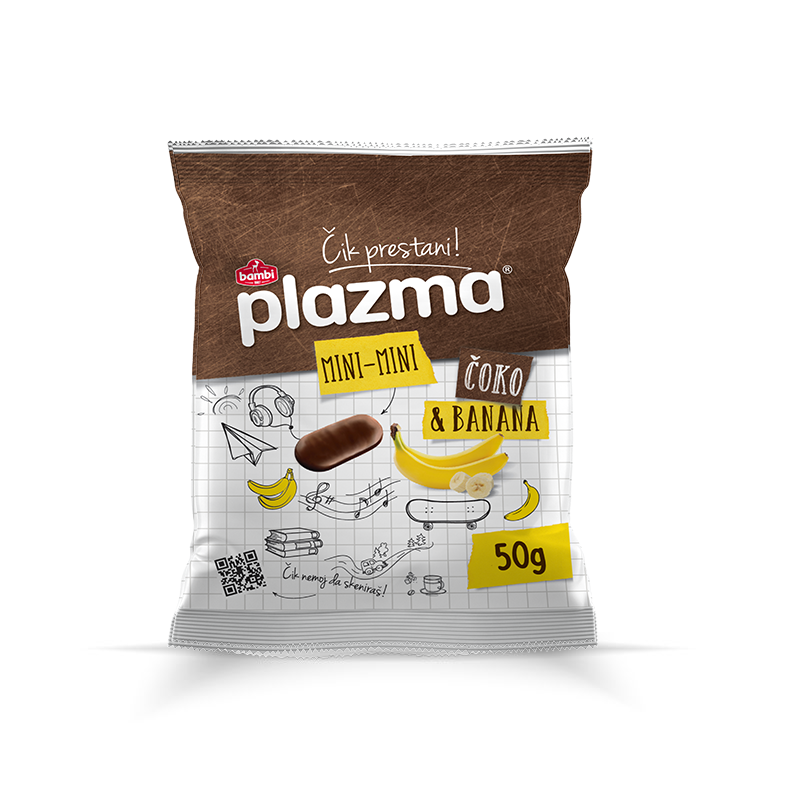 Čik prestani!
bambi
plazma®
MINI-MINI
ČOKO
& BANANA
50g
Čik nemoj da skeniraš!